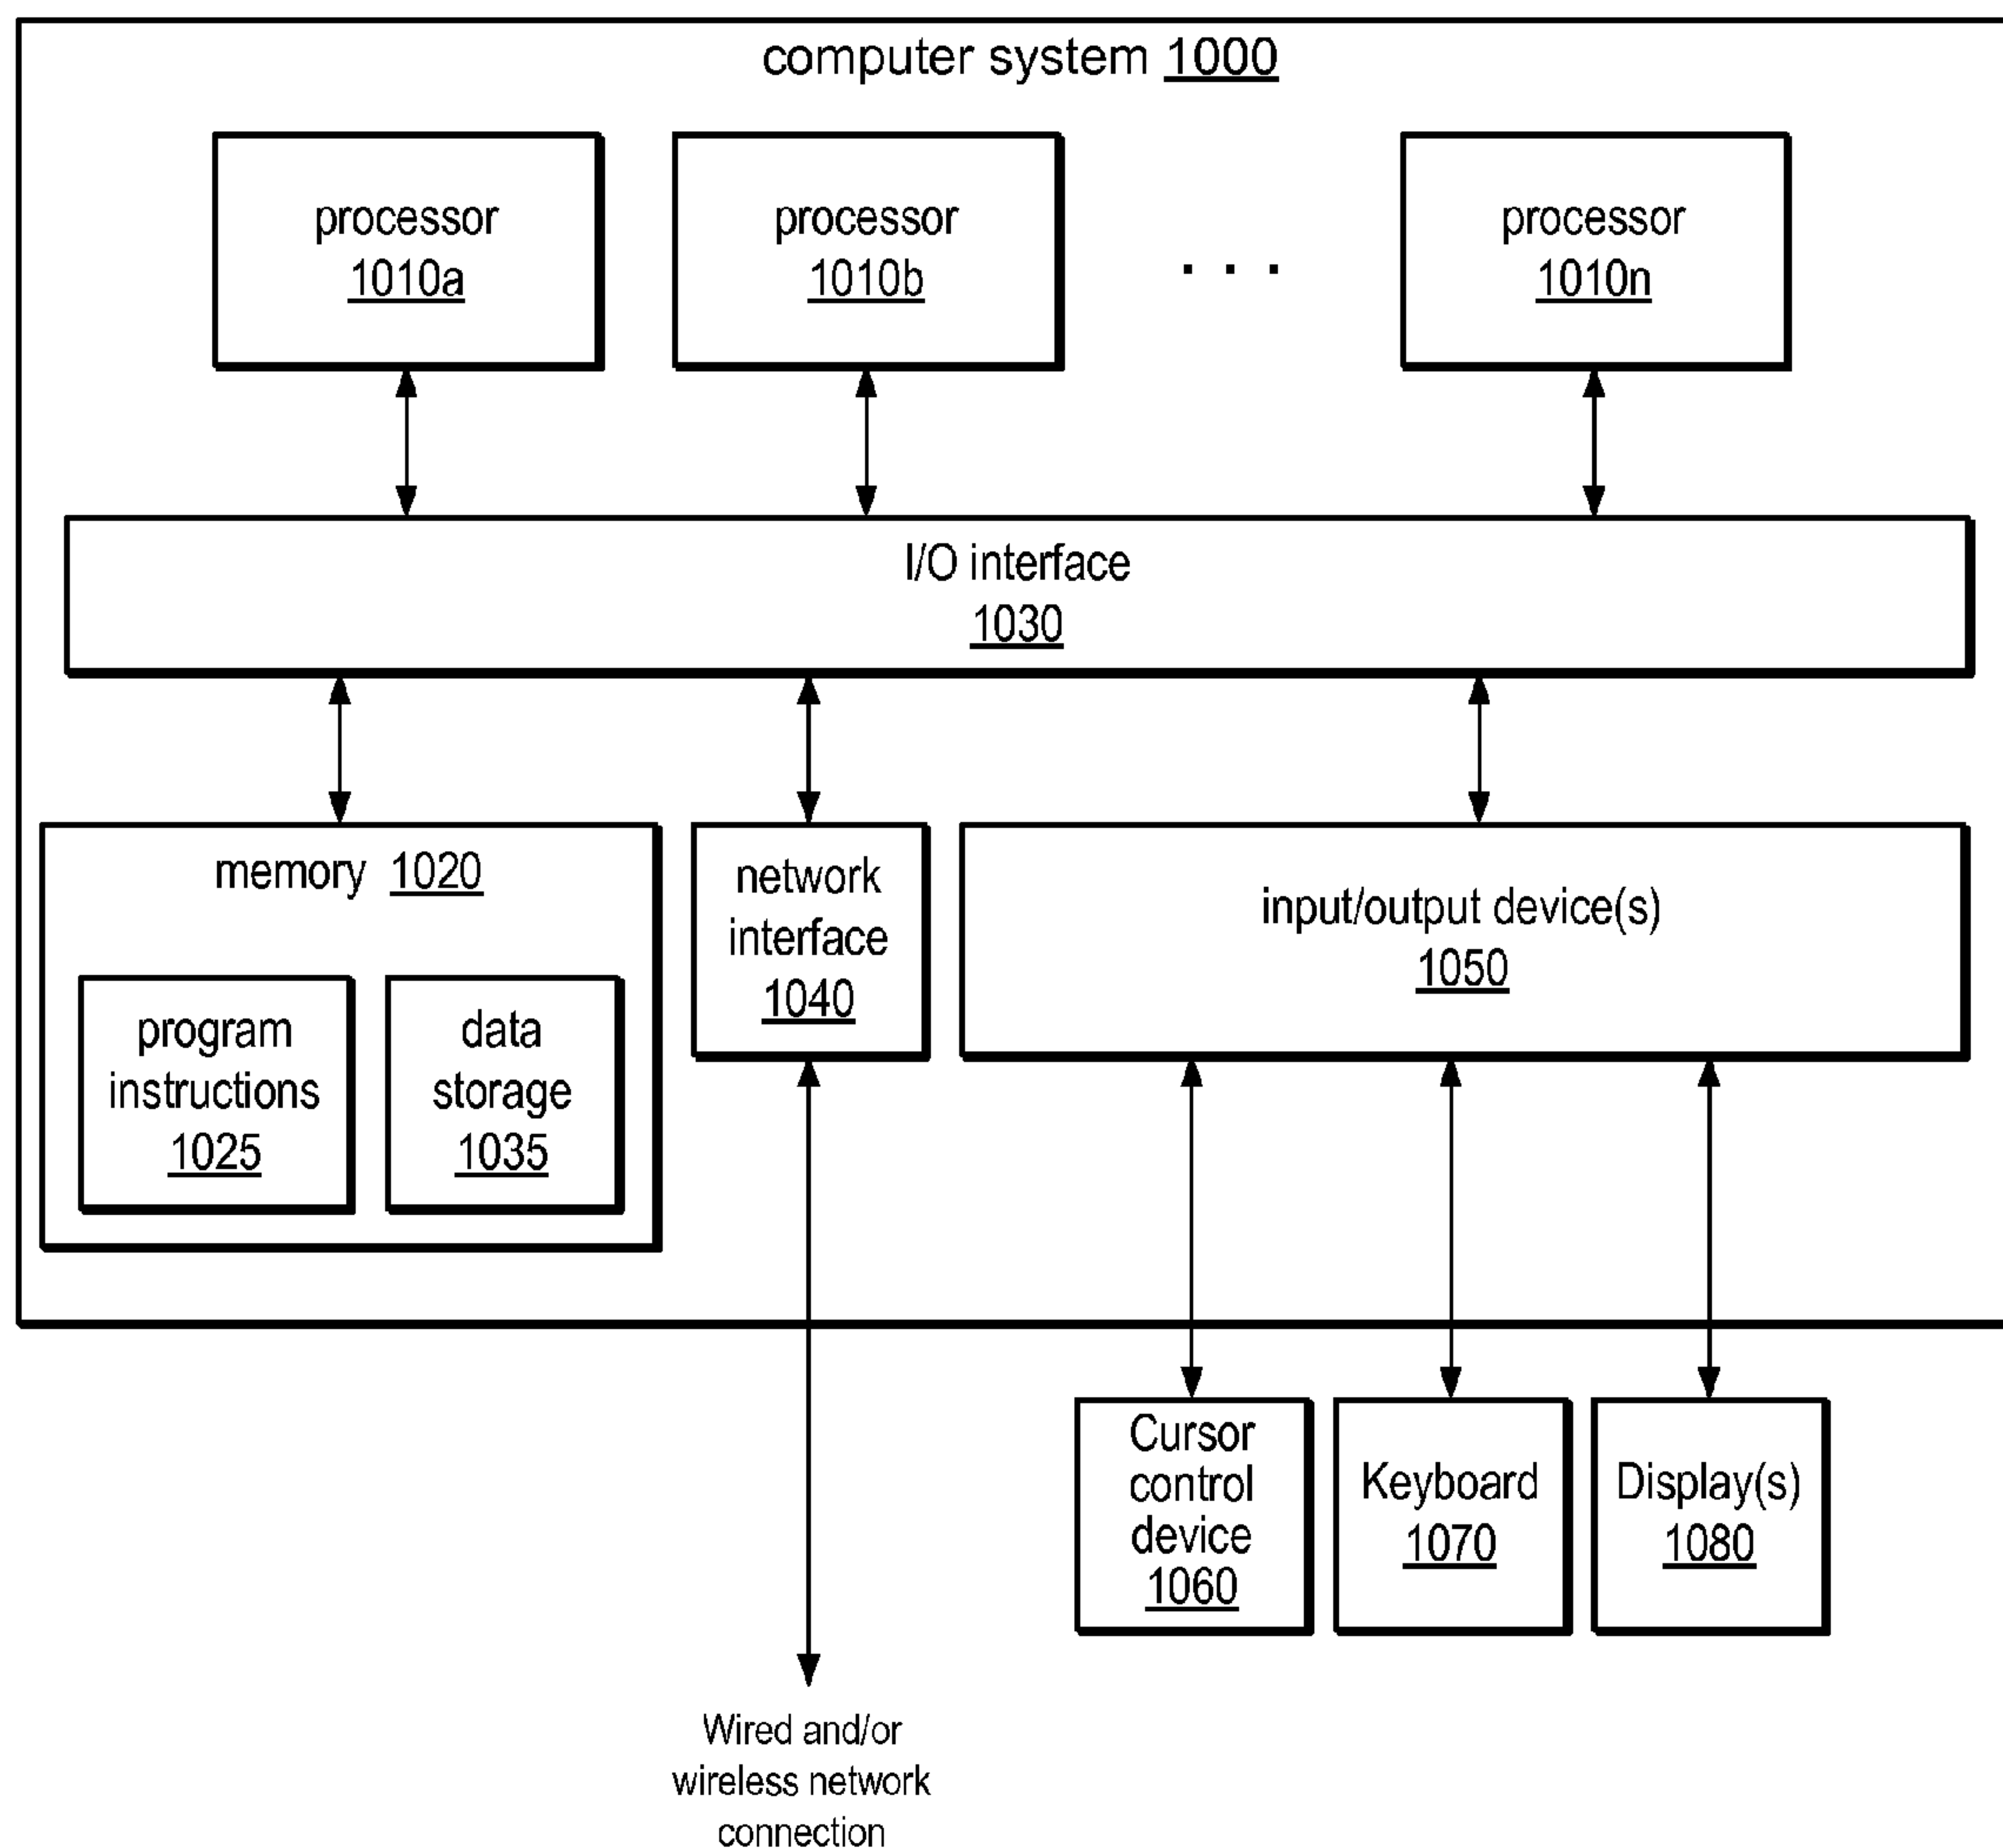 computer system 1000
processor
1010a
processor
1010b
. . .
processor
1010n
I/O interface
1030
memory 1020
program
instructions
1025
data
storage
1035
network
interface
1040
input/output device(s)
1050
Cursor
control
device
1060
Keyboard
1070
Display(s)
1080
Wired and/or
wireless network
connection